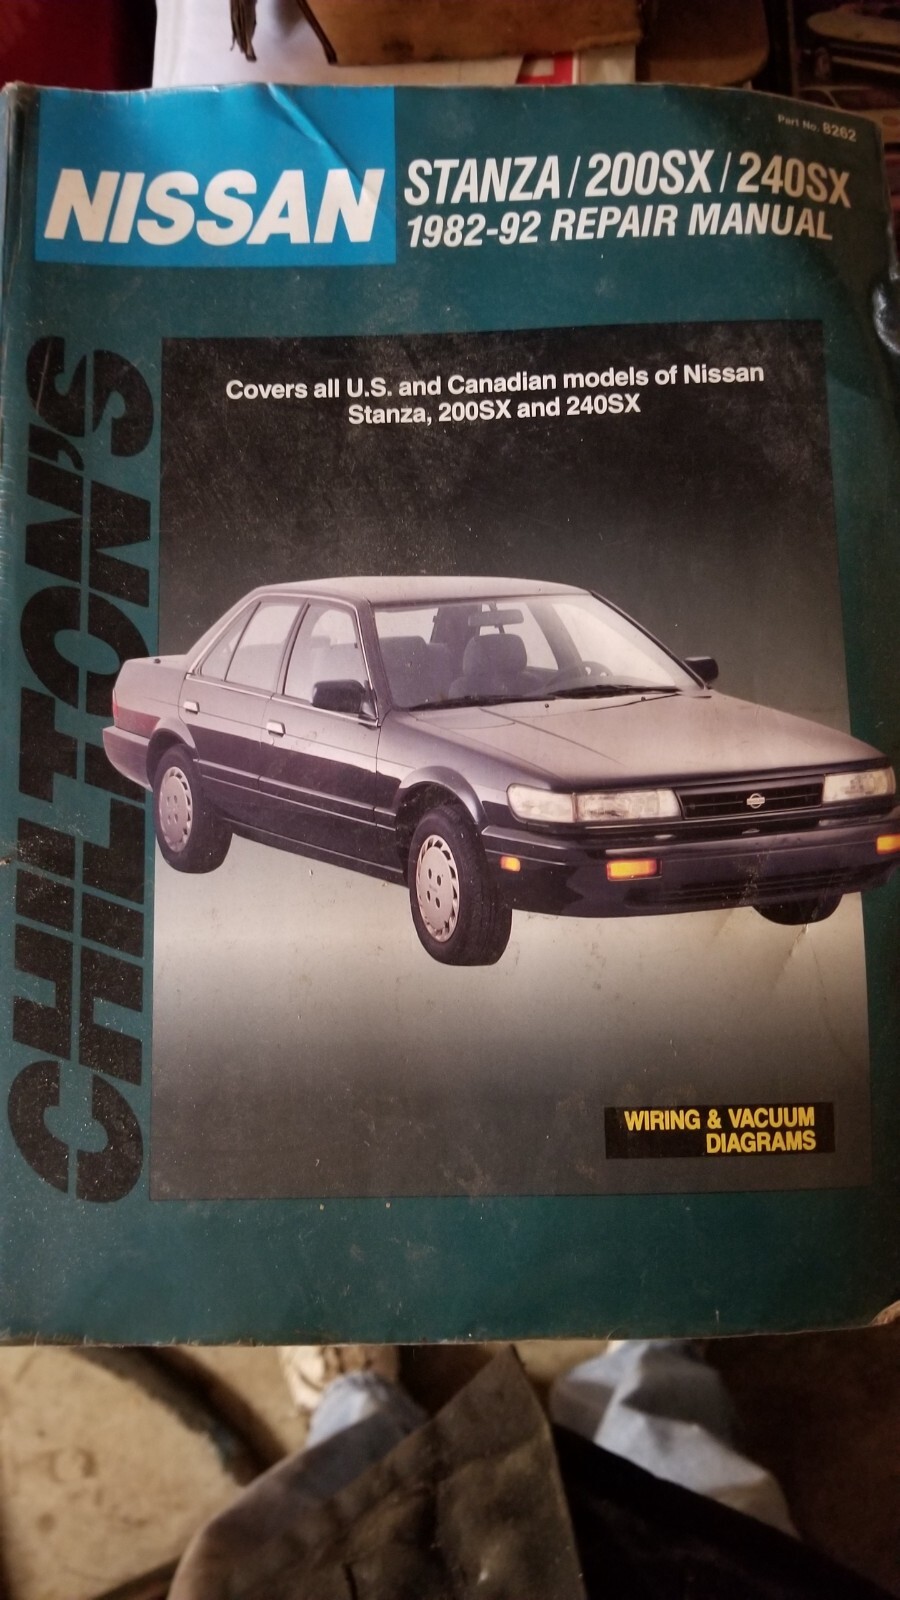 Part No. 8262
NISSAN
STANZA/200SX/240SX
1982-92 REPAIR MANUAL
CHILTON'S
Covers all U.S. and Canadian models of Nissan
Stanza, 200SX and 240SX
WIRING & VACUUM
DIAGRAMS